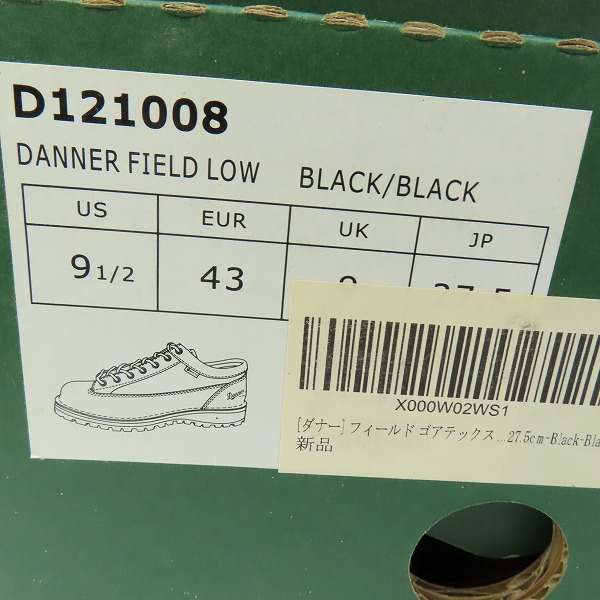 D121008
DANNER FIELD LOW BLACK/BLACK
US EUR UK JP
9 1/2 43
X000W02WS1
[ダナー] フィールド ゴアテックス...27.5cm-Black-Bla
新品
Danner